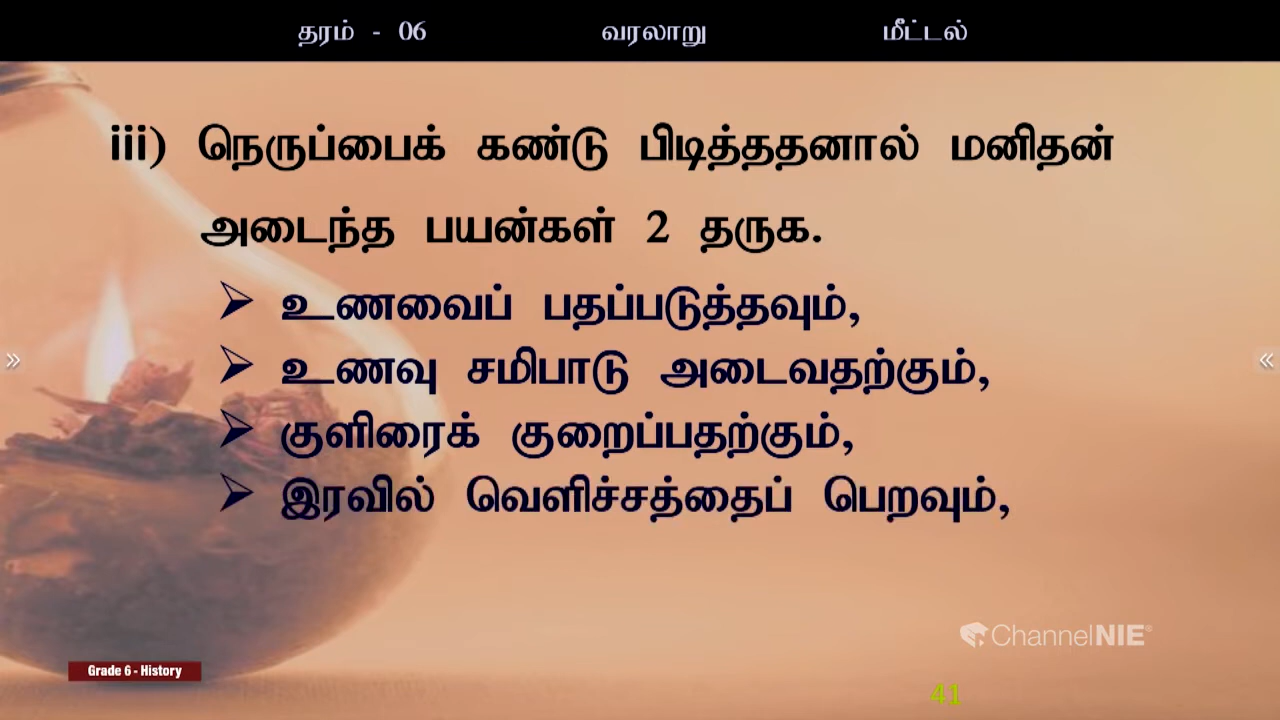 தரம் - 06 வரலாறு மீட்டல்
iii) நெருப்பைக் கண்டு பிடித்ததனால் மனிதன்
அடைந்த பயன்கள் 2 தருக.
➢ உணவைப் பதப்படுத்தவும்,
➢ உணவு சமிபாடு அடைவதற்கும்,
➢ குளிரைக் குறைப்பதற்கும்,
➢ இரவில் வெளிச்சத்தைப் பெறவும்,
ChannelNIE®
Grade 6 - History
41